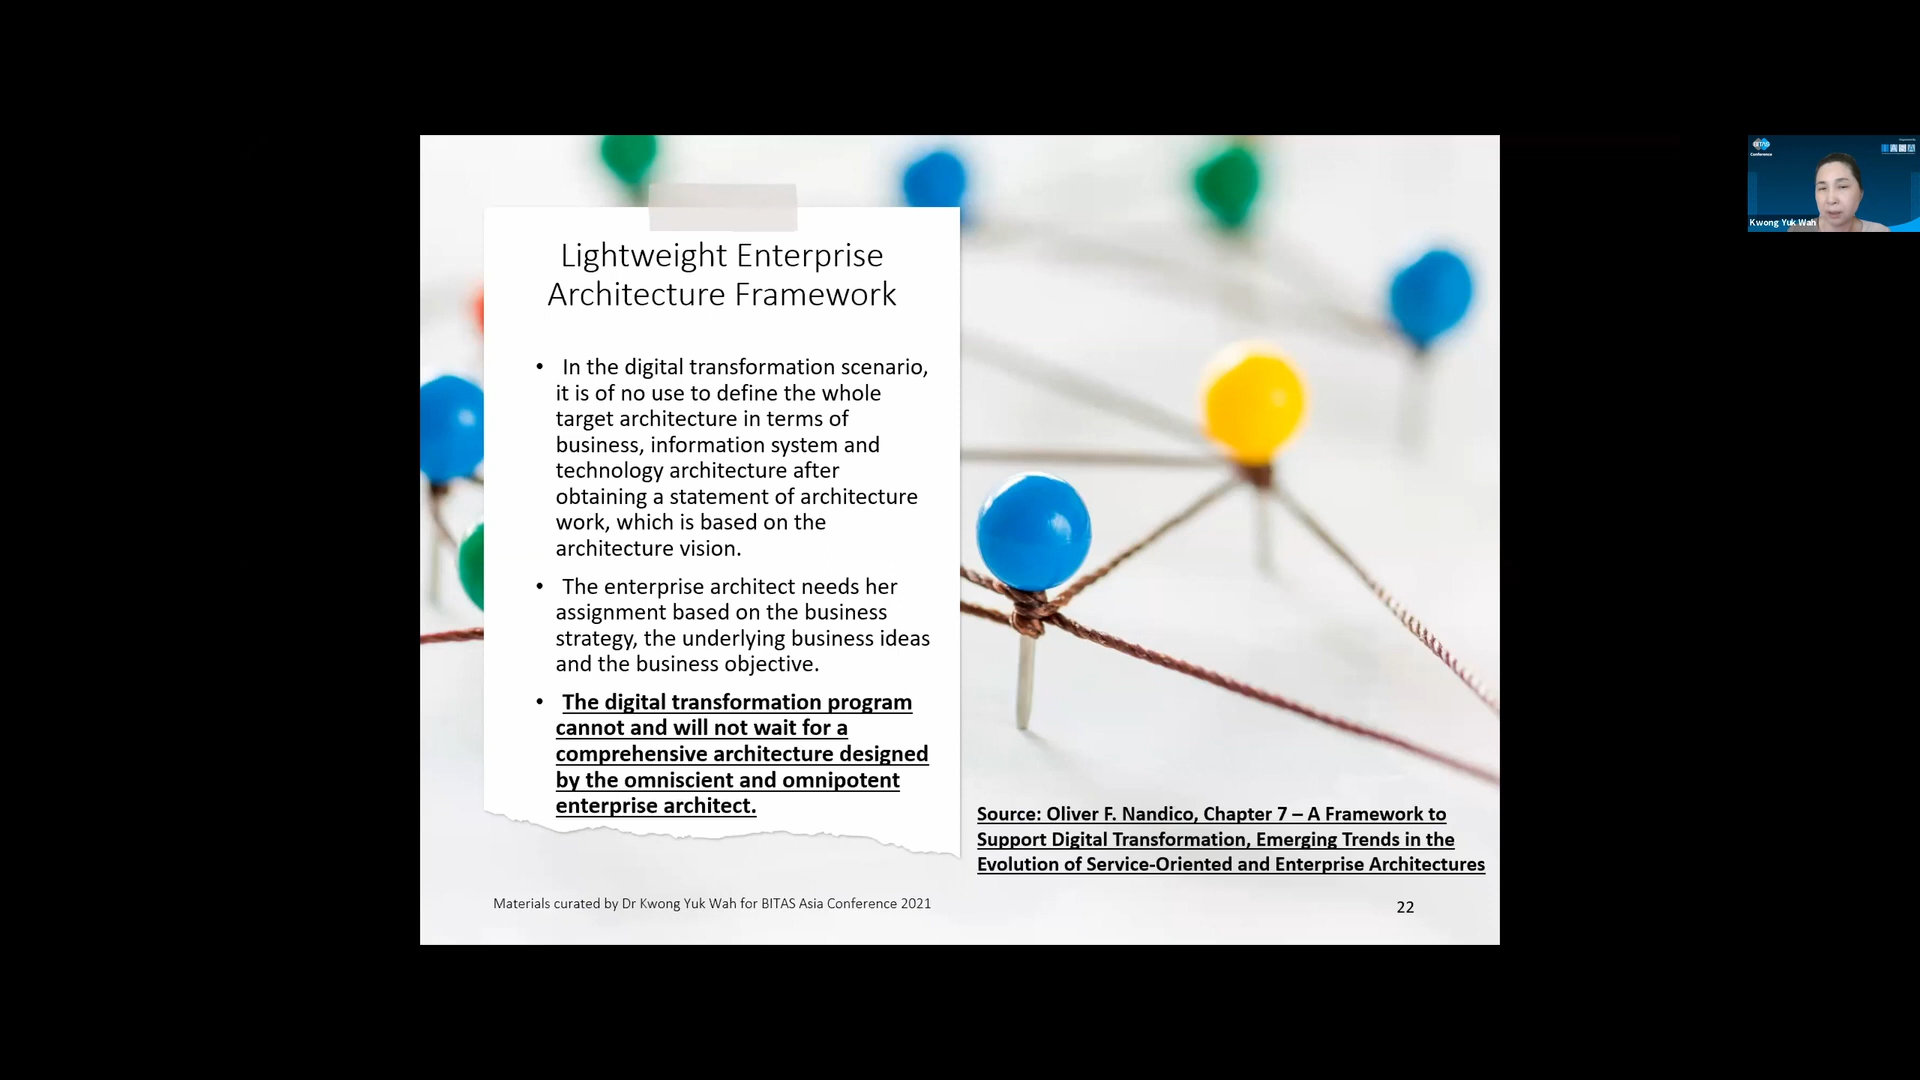 Lightweight Enterprise
Architecture Framework
• In the digital transformation scenario,
it is of no use to define the whole
target architecture in terms of
business, information system and
technology architecture after
obtaining a statement of architecture
work, which is based on the
architecture vision.
• The enterprise architect needs her
assignment based on the business
strategy, the underlying business ideas
and the business objective.
• The digital transformation program
cannot and will not wait for a
comprehensive architecture designed
by the omniscient and omnipotent
enterprise architect.
Source: Oliver F. Nandico, Chapter 7 – A Framework to
Support Digital Transformation, Emerging Trends in the
Evolution of Service-Oriented and Enterprise Architectures
Materials curated by Dr Kwong Yuk Wah for BITAS Asia Conference 2021
22
BITAS
Conference
Kwong Yuk Wah